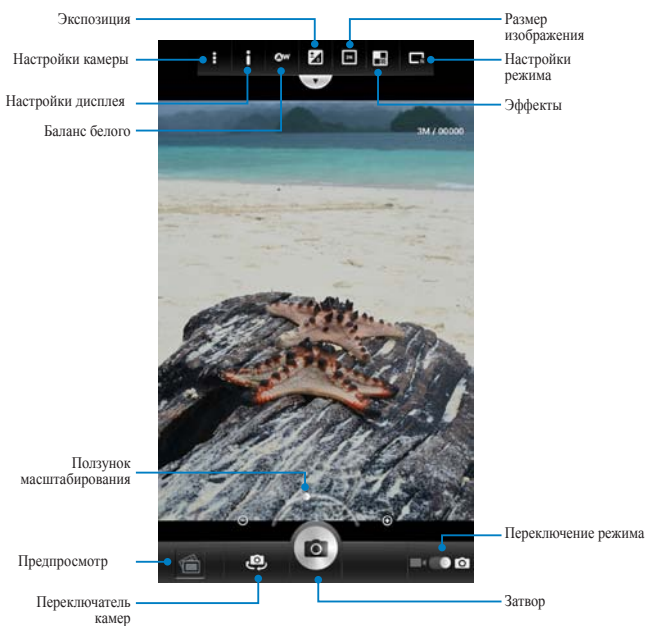 Экспозиция
Размер
изображения
Настройки камеры
Настройки
режима
Настройки дисплея
Эффекты
Баланс белого
3M / 00000
Ползунок
масштабирования
Переключение режима
Предпросмотр
Переключатель
камер
Затвор